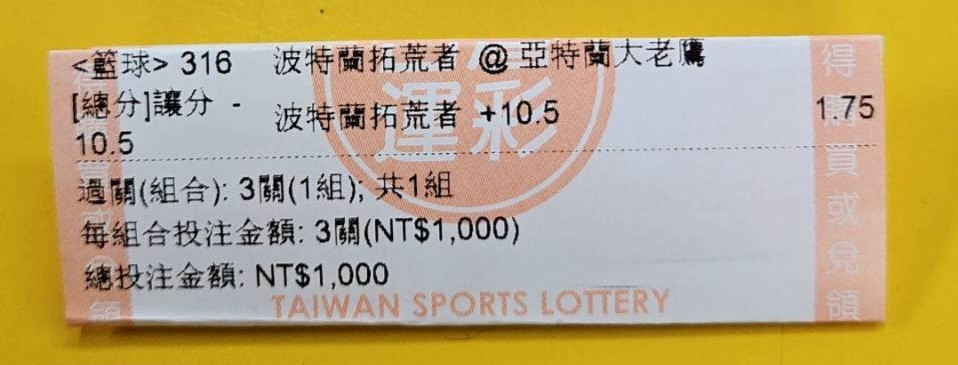 <籃球> 316 波特蘭拓荒者 @ 亞特蘭大老鷹
[總分]讓分 - 波特蘭拓荒者 +10.5 1.75
10.5
過關(組合): 3關(1組); 共1組
每組合投注金額: 3關(NT$1,000)
總投注金額: NT$1,000
運彩
TAIWAN SPORTS LOTTERY
得購買或兌領